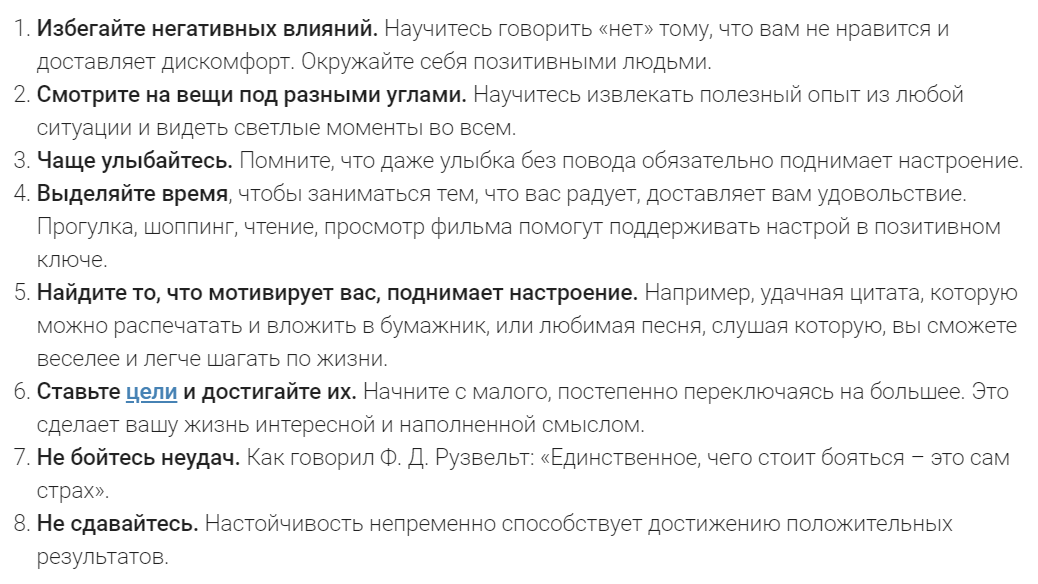 1. Избегайте негативных влияний. Научитесь говорить «нет» тому, что вам не нравится и
доставляет дискомфорт. Окружайте себя позитивными людьми.
2. Смотрите на вещи под разными углами. Научитесь извлекать полезный опыт из любой
ситуации и видеть светлые моменты во всем.
3. Чаще улыбайтесь. Помните, что даже улыбка без повода обязательно поднимает настроение.
4. Выделяйте время, чтобы заниматься тем, что вас радует, доставляет вам удовольствие.
Прогулка, шоппинг, чтение, просмотр фильма помогут поддерживать настрой в позитивном
ключе.
5. Найдите то, что мотивирует вас, поднимает настроение. Например, удачная цитата, которую
можно распечатать и вложить в бумажник, или любимая песня, слушая которую, вы сможете
веселее и легче шагать по жизни.
6. Ставьте цели и достигайте их. Начните с малого, постепенно переключаясь на большее. Это
сделает вашу жизнь интересной и наполненной смыслом.
7. Не бойтесь неудач. Как говорил Ф. Д. Рузвельт: «Единственное, чего стоит бояться – это сам
страх».
8. Не сдавайтесь. Настойчивость непременно способствует достижению положительных
результатов.